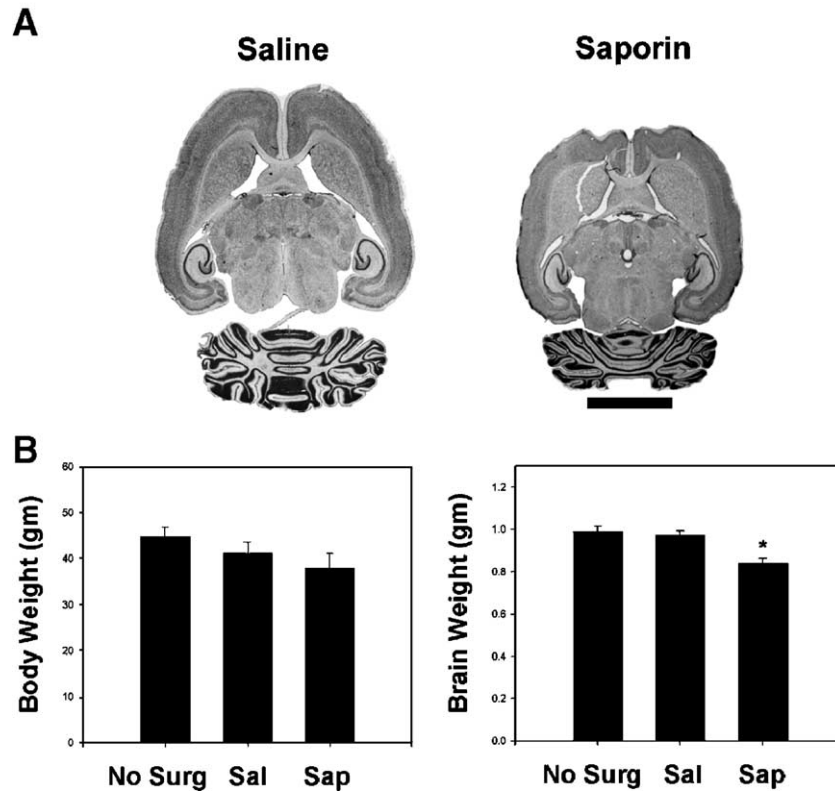 A
Saline Saporin
B
60
50
40
30
20
10
0
Body Weight (gm)
No Surg Sal Sap
1.2
1.0
0.8
0.6
0.4
0.2
0.0
Brain Weight (gm)
*
No Surg Sal Sap